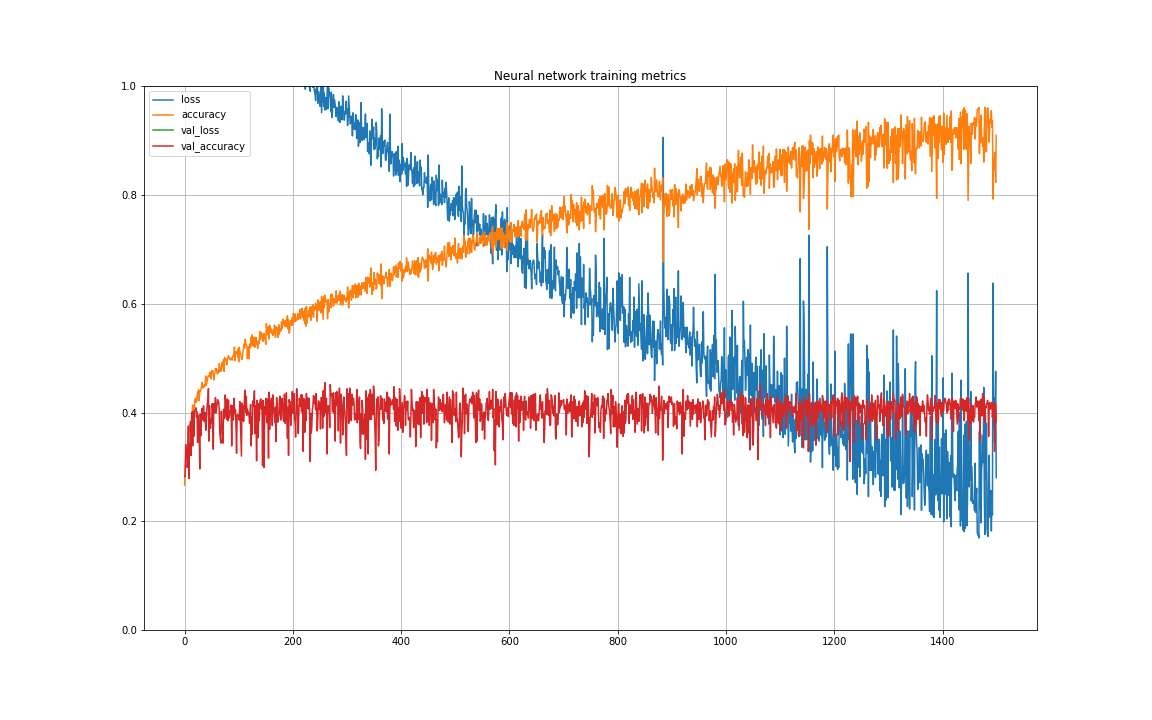 Neural network training metrics
1.0
loss
accuracy
val_loss
val_accuracy
0.8
0.6
0.4
0.2
0.0
0 200 400 600 800 1000 1200 1400